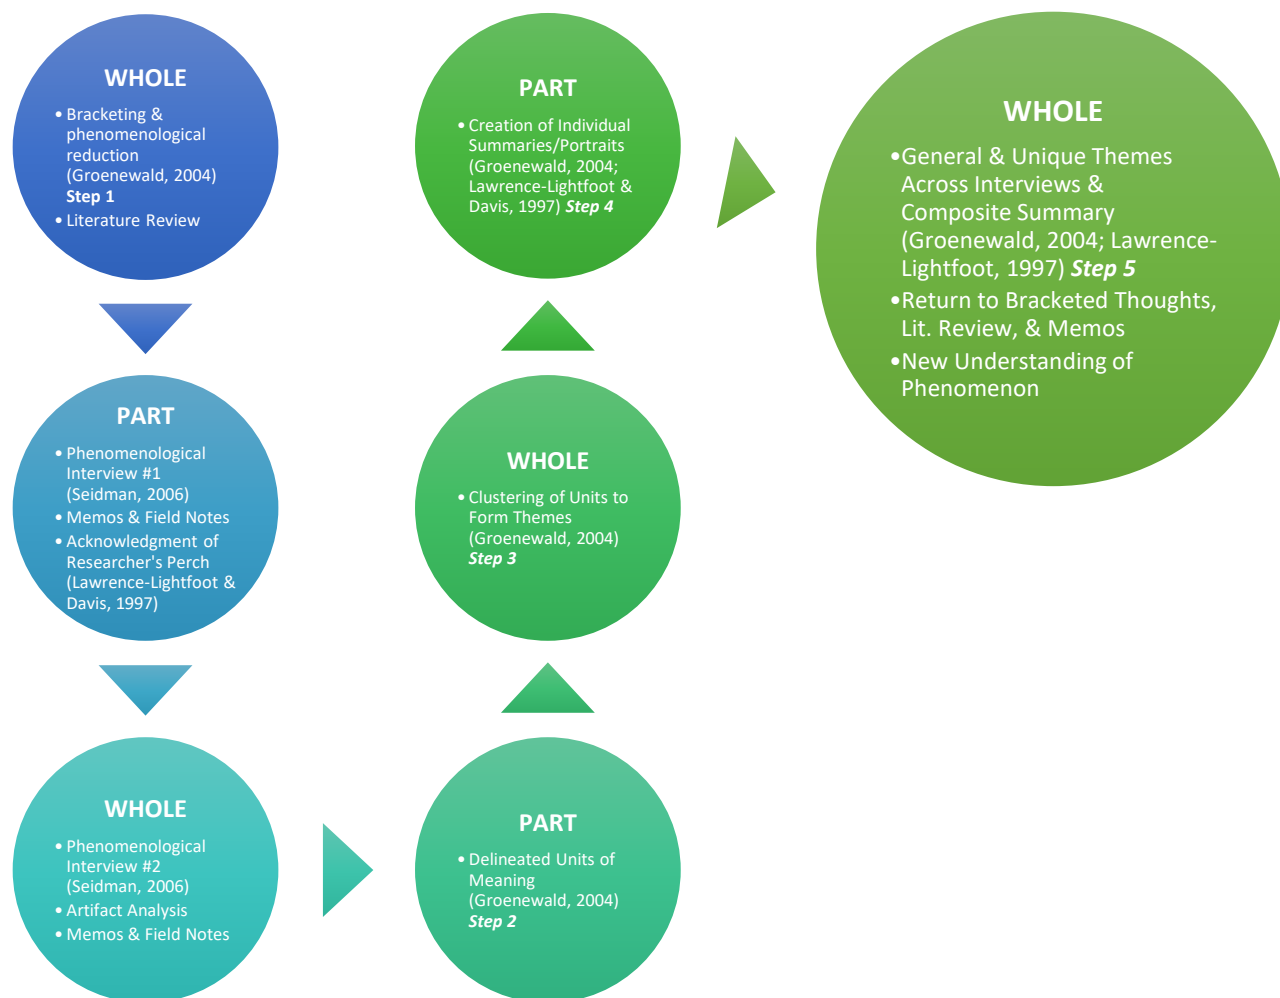 WHOLE
• Bracketing &
phenomenological
reduction
(Groenewald, 2004)
Step 1
• Literature Review
PART
• Phenomenological
Interview #1
(Seidman, 2006)
• Memos & Field Notes
• Acknowledgment of
Researcher's Perch
(Lawrence-Lightfoot &
Davis, 1997)
WHOLE
• Phenomenological
Interview #2
(Seidman, 2006)
• Artifact Analysis
• Memos & Field Notes
PART
• Delineated Units of
Meaning
(Groenewald, 2004)
Step 2
WHOLE
• Clustering of Units to
Form Themes
(Groenewald, 2004)
Step 3
PART
• Creation of Individual
Summaries/Portraits
(Groenewald, 2004;
Lawrence-Lightfoot &
Davis, 1997) Step 4
WHOLE
•General & Unique Themes
Across Interviews &
Composite Summary
(Groenewald, 2004; Lawrence-
Lightfoot, 1997) Step 5
•Return to Bracketed Thoughts,
Lit. Review, & Memos
•New Understanding of
Phenomenon